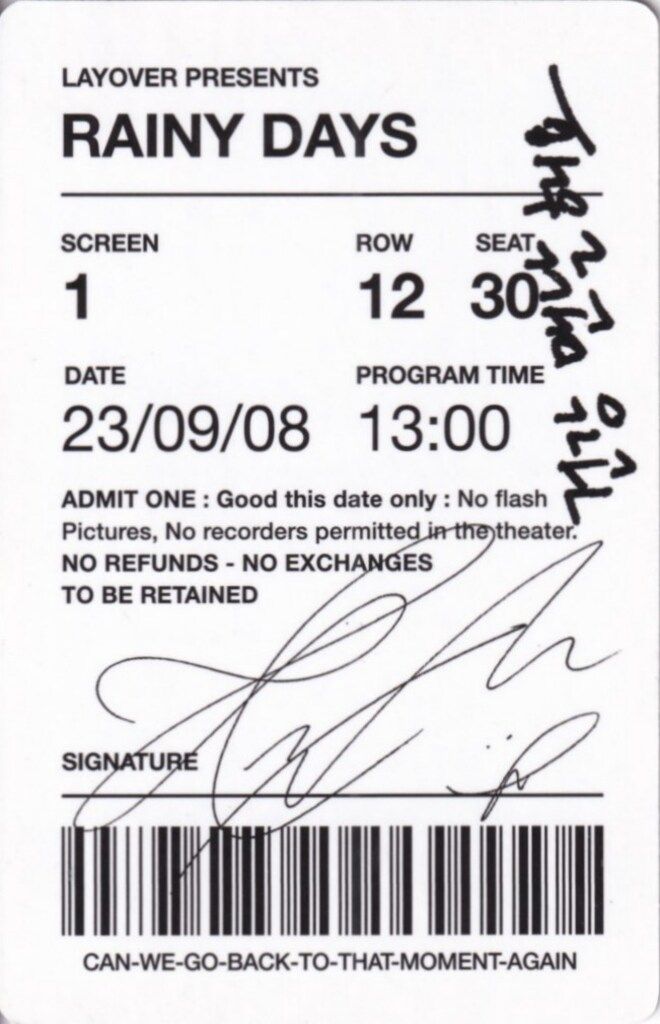 LAYOVER PRESENTS
RAINY DAYS
SCREEN ROW SEAT
1 12 30
DATE PROGRAM TIME
23/09/08 13:00
ADMIT ONE : Good this date only : No flash
Pictures, No recorders permitted in the theater.
NO REFUNDS - NO EXCHANGES
TO BE RETAINED
SIGNATURE
CAN-WE-GO-BACK-TO-THAT-MOMENT-AGAIN